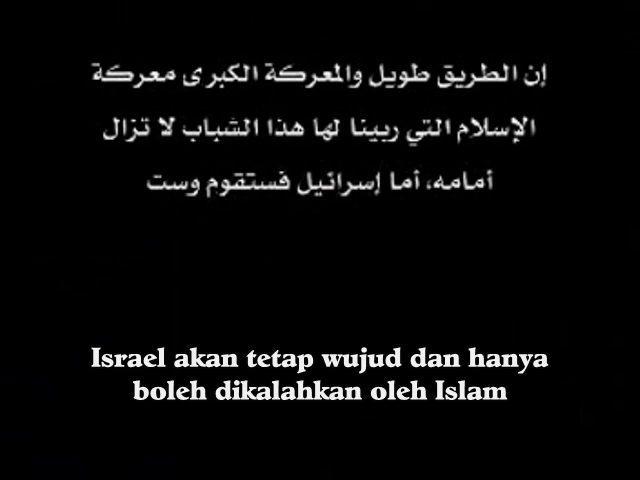 إن الطريق طويل والمعركة الكبرى معركة
الإسلام التي ربينا لها هذا الشباب لا تزال
أمامه، أما إسرائيل فستقوم وست
Israel akan tetap wujud dan hanya
boleh dikalahkan oleh Islam